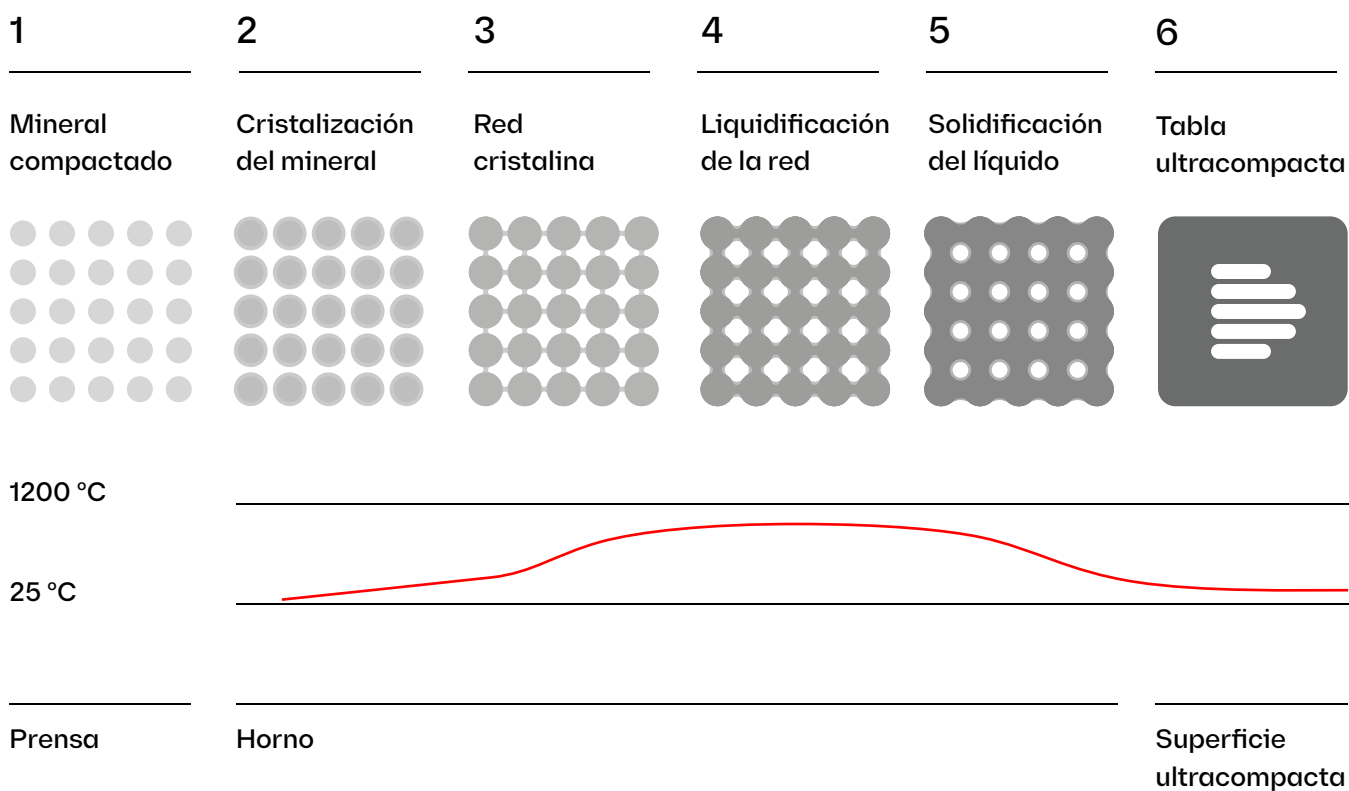 1
2
3
4
5
6
Mineral
compactado
Cristalización
del mineral
Red
cristalina
Liquidificación
de la red
Solidificación
del líquido
Tabla
ultracompacta
1200 °C
25 °C
Prensa
Horno
Superficie
ultracompacta